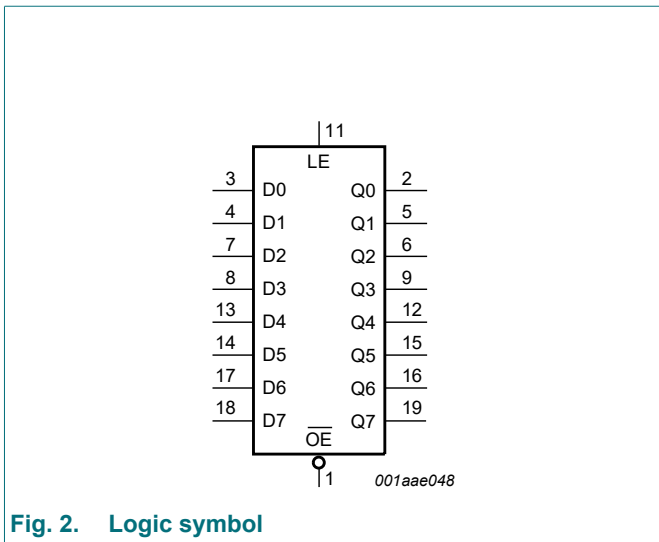 11
LE
3 D0 Q0 2
4 D1 Q1 5
7 D2 Q2 6
8 D3 Q3 9
13 D4 Q4 12
14 D5 Q5 15
17 D6 Q6 16
18 D7 Q7 19
O̅E̅
1 001aae048
Fig. 2. Logic symbol